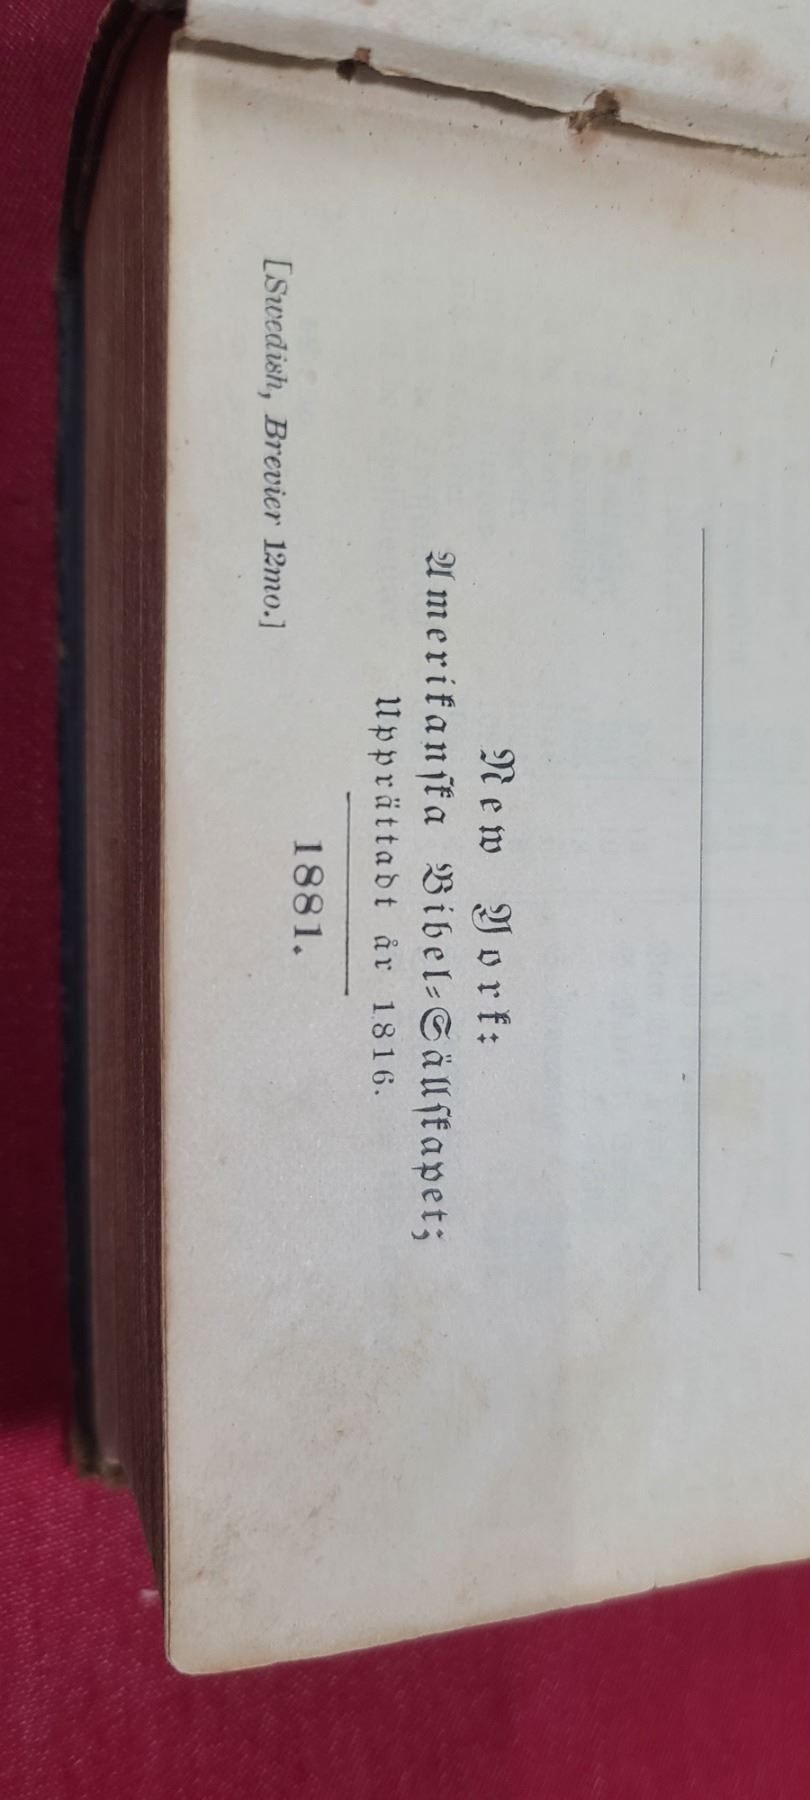 New York:
Amerikanska Bibel-Sällskapet;
Upprättadt år 1816.
1881.
[Swedish, Brevier 12mo.]